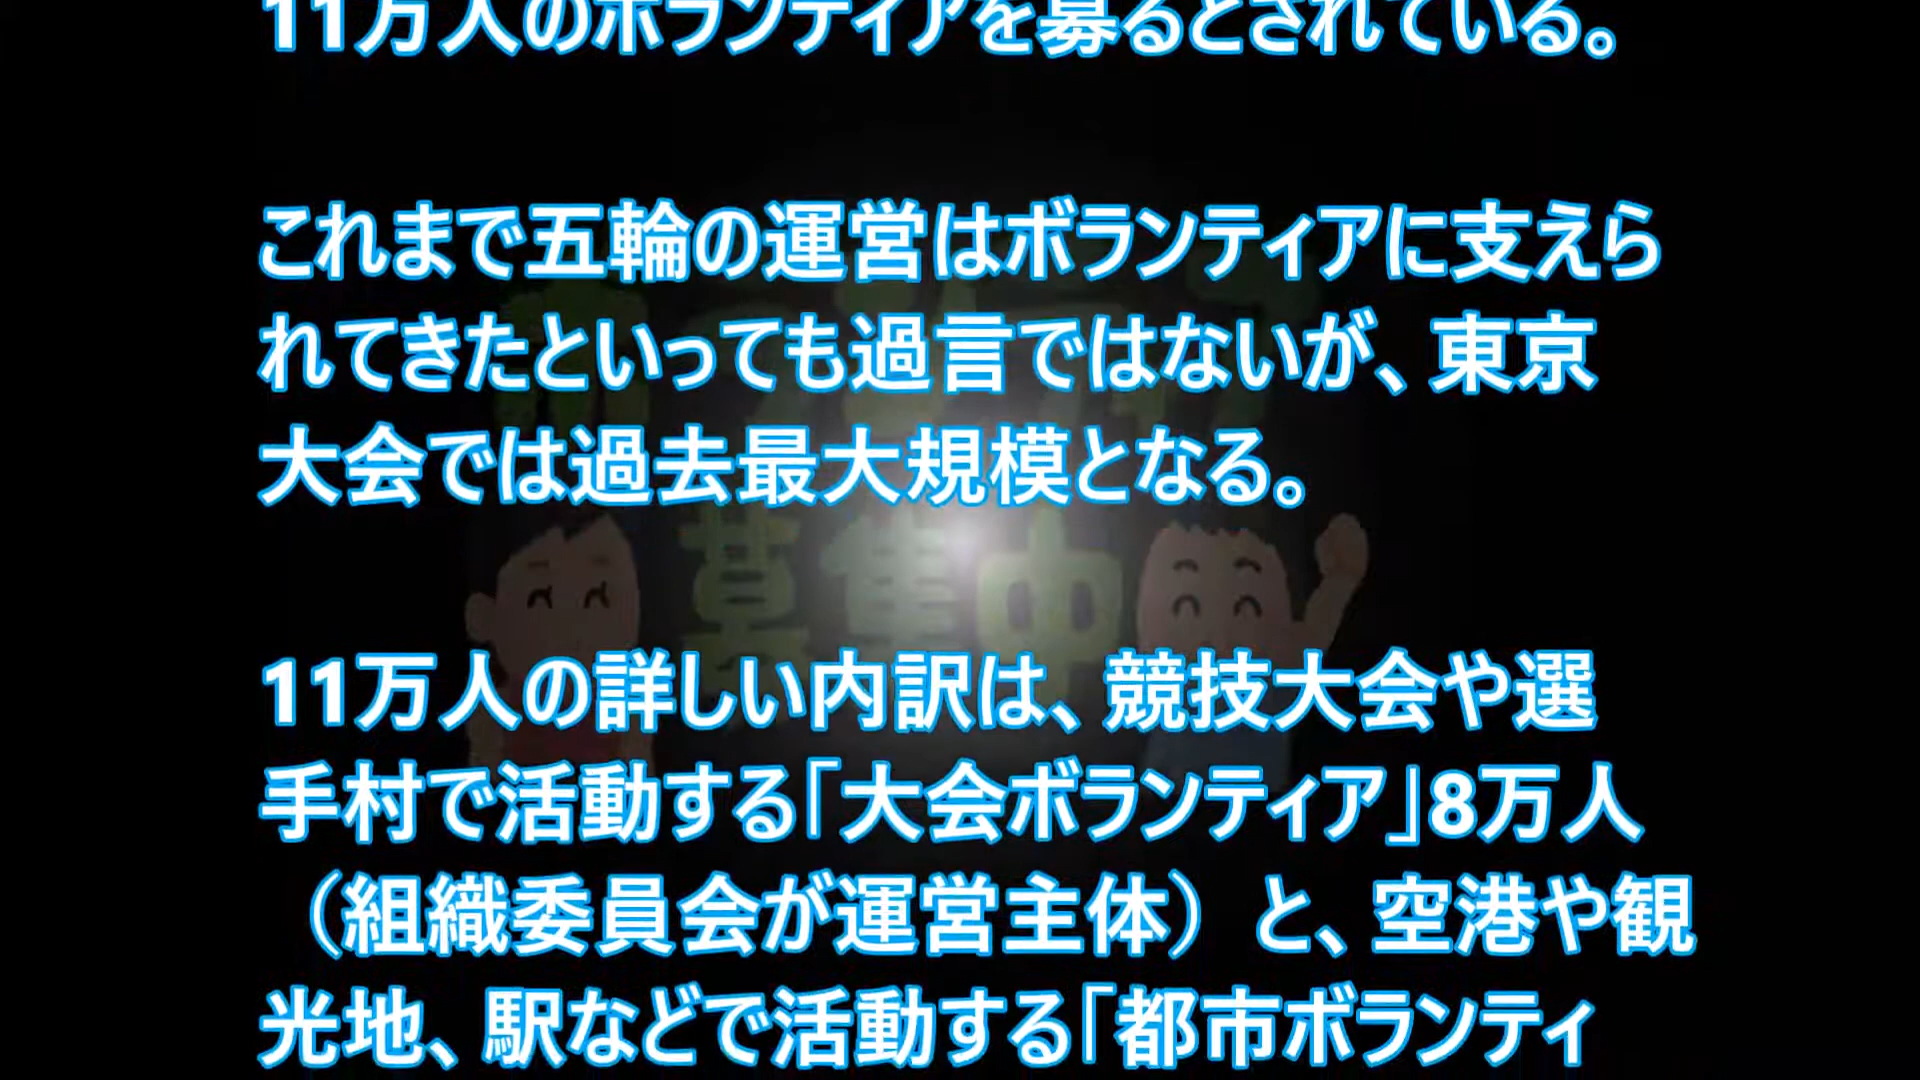 11万人のボランティアを募るとされている。
これまで五輪の運営はボランティアに支えら
れてきたといっても過言ではないが、東京
大会では過去最大規模となる。
募集中
11万人の詳しい内訳は、競技大会や選
手村で活動する「大会ボランティア」8万人
（組織委員会が運営主体）と、空港や観
光地、駅などで活動する「都市ボランティ